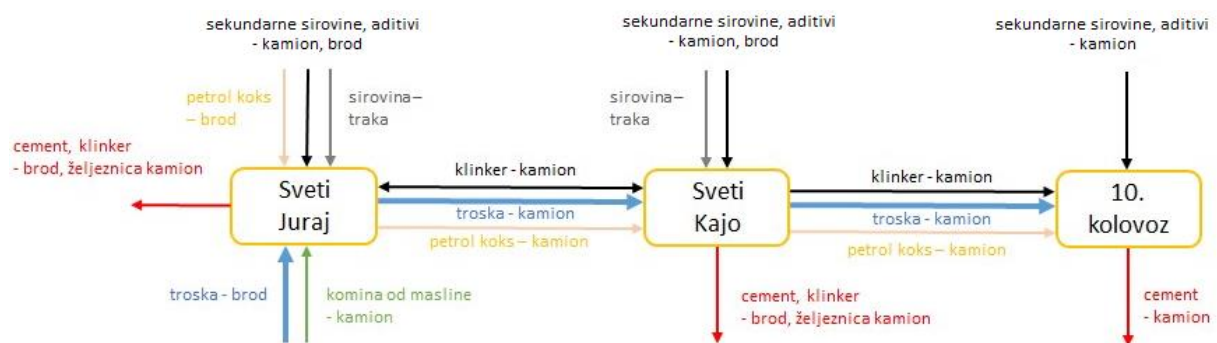 sekundarne sirovine, aditivi
- kamion, brod
sekundarne sirovine, aditivi
- kamion, brod
sekundarne sirovine, aditivi
- kamion
petrol koks
– brod
sirovina–
traka
sirovina–
traka
cement, klinker
- brod, željeznica kamion
Sveti
Juraj
klinker - kamion
troska - kamion
petrol koks – kamion
Sveti
Kajo
klinker - kamion
troska - kamion
petrol koks – kamion
10.
kolovoz
troska - brod
komina od masline
- kamion
cement, klinker
- brod, željeznica kamion
cement
- kamion